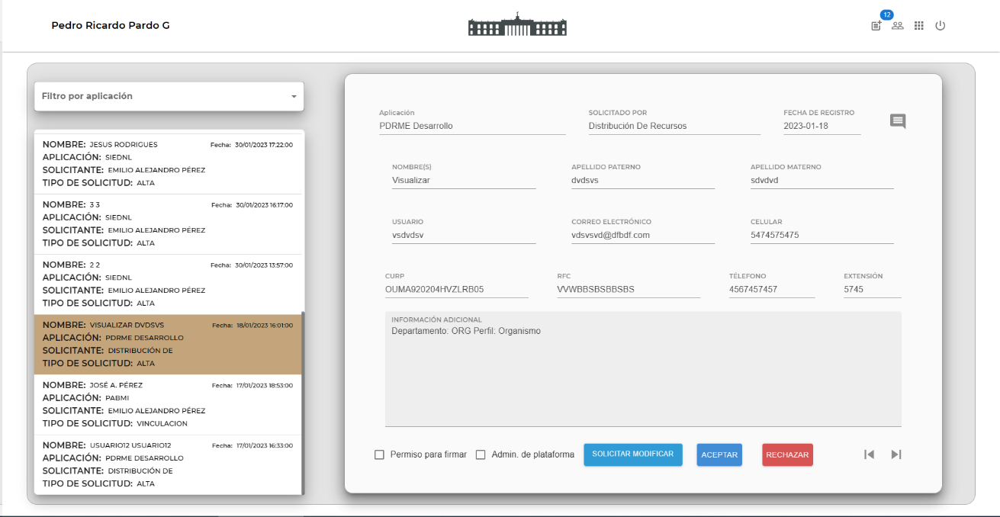 Pedro Ricardo Pardo G
12
Filtro por aplicación
NOMBRE: JESUS RODRIGUES Fecha: 30/01/2023 17:22:00
APLICACIÓN: SIEDNL
SOLICITANTE: EMILIO ALEJANDRO PÉREZ
TIPO DE SOLICITUD: ALTA
NOMBRE: 3 3 Fecha: 30/01/2023 16:17:00
APLICACIÓN: SIEDNL
SOLICITANTE: EMILIO ALEJANDRO PÉREZ
TIPO DE SOLICITUD: ALTA
NOMBRE: 2 2 Fecha: 30/01/2023 13:57:00
APLICACIÓN: SIEDNL
SOLICITANTE: EMILIO ALEJANDRO PÉREZ
TIPO DE SOLICITUD: ALTA
NOMBRE: VISUALIZAR DVDSVS Fecha: 18/01/2023 16:01:00
APLICACIÓN: PDRME DESARROLLO
SOLICITANTE: DISTRIBUCIÓN DE
TIPO DE SOLICITUD: ALTA
NOMBRE: JOSÉ A. PÉREZ Fecha: 17/01/2023 18:53:00
APLICACIÓN: PABMI
SOLICITANTE: EMILIO ALEJANDRO PÉREZ
TIPO DE SOLICITUD: VINCULACION
NOMBRE: USUARIO12 USUARIO12 Fecha: 17/01/2023 16:33:00
APLICACIÓN: PDRME DESARROLLO
SOLICITANTE: DISTRIBUCIÓN DE
TIPO DE SOLICITUD: ALTA
Aplicación SOLICITADO POR FECHA DE REGISTRO
PDRME Desarrollo Distribución De Recursos 2023-01-18
NOMBRE(S) APELLIDO PATERNO APELLIDO MATERNO
Visualizar dvdsvs sdvdvd
USUARIO CORREO ELECTRÓNICO CELULAR
vsdvdsv vdsvsvd@dfbdf.com 5474575475
CURP RFC TÉLEFONO EXTENSIÓN
OUMA920204HVZLRB05 VVWBBSBSBBSBS 4567457457 5745
INFORMACIÓN ADICIONAL
Departamento: ORG Perfil: Organismo
Permiso para firmar Admin. de plataforma SOLICITAR MODIFICAR ACEPTAR RECHAZAR